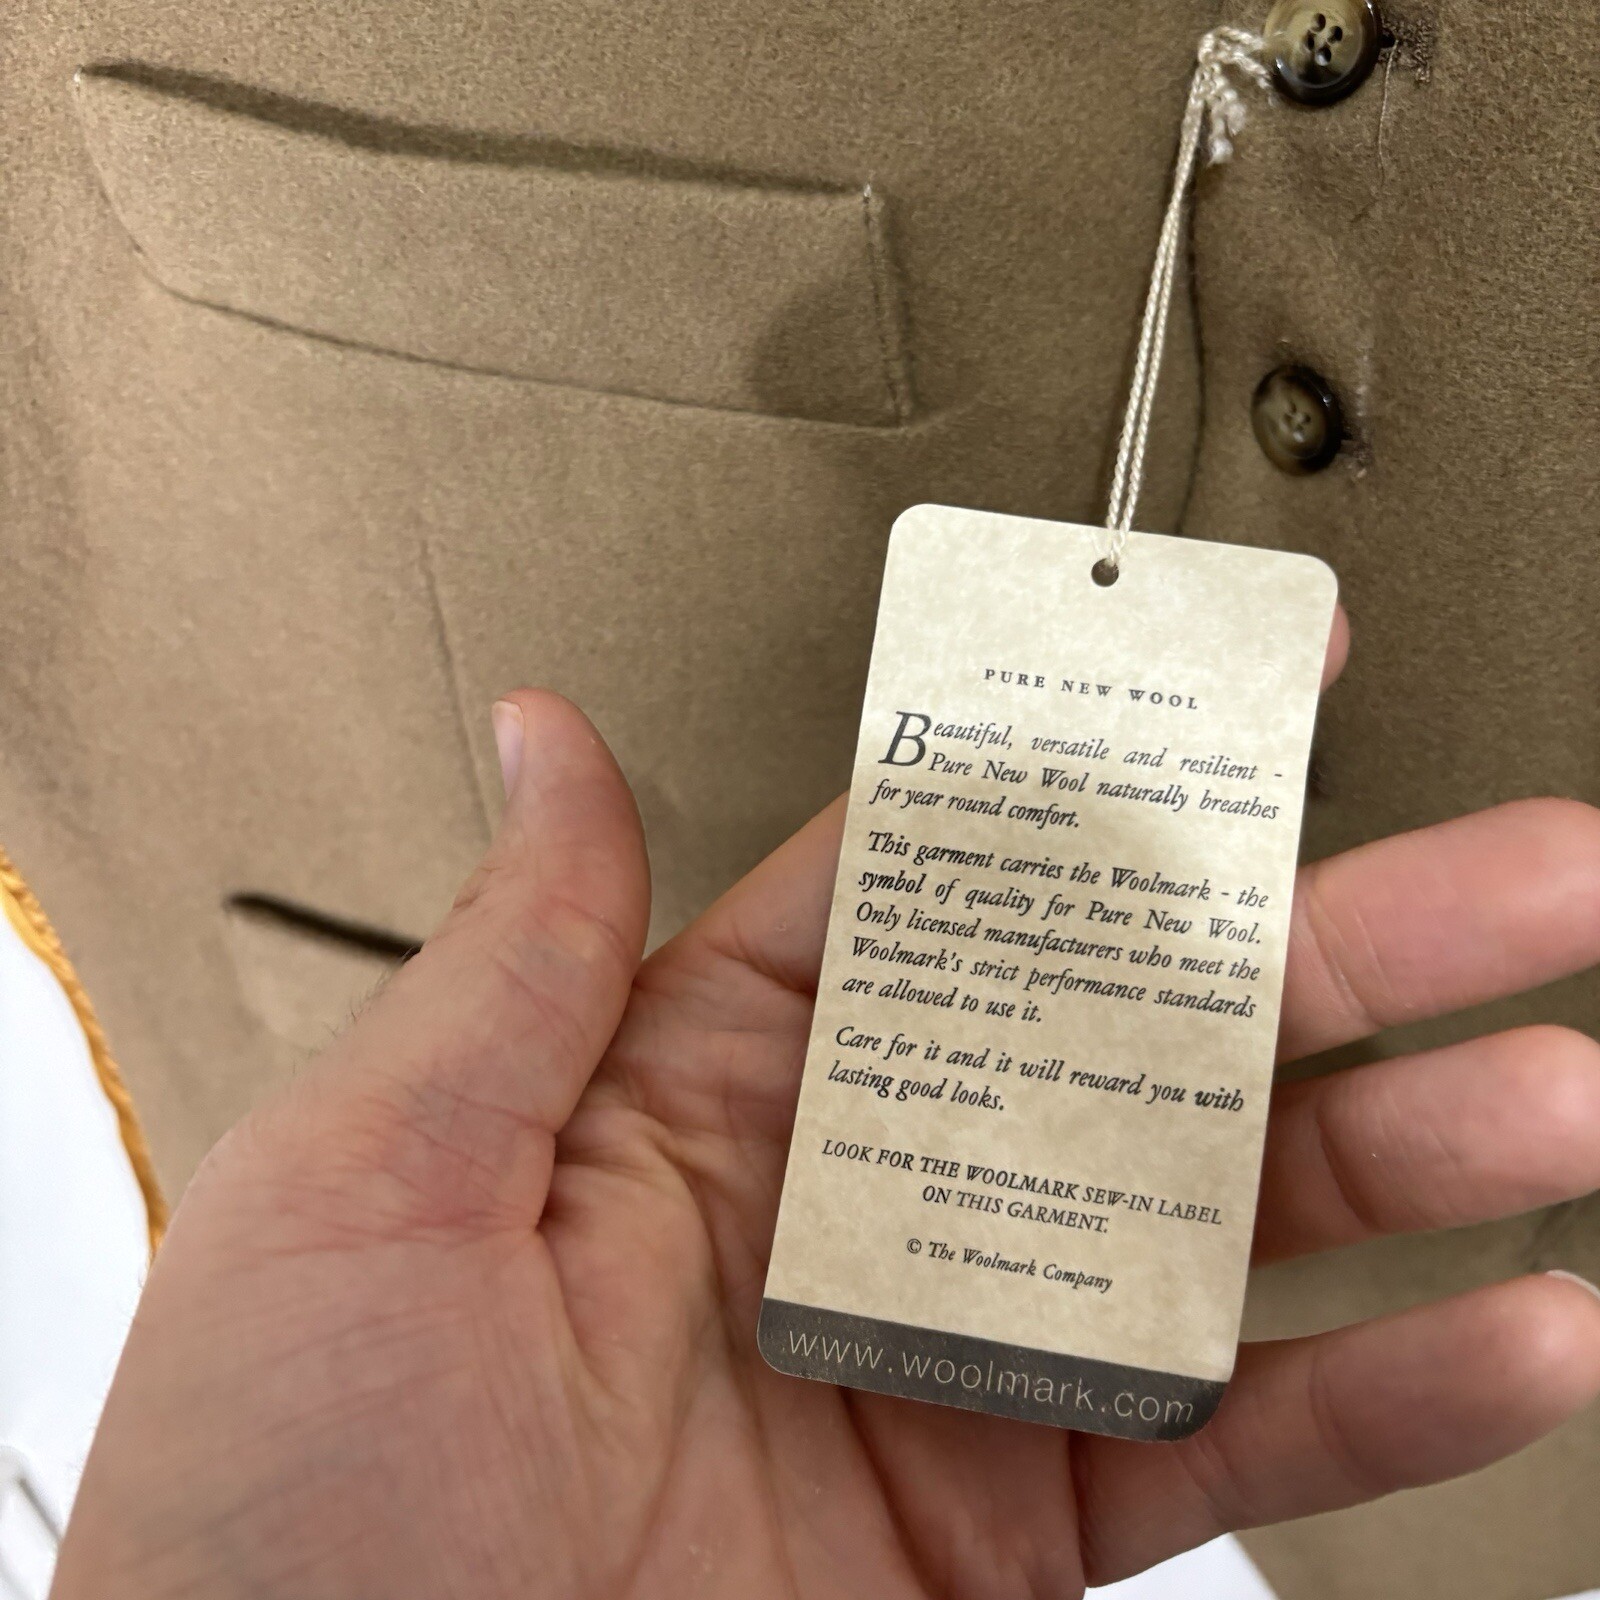 PURE NEW WOOL
Beautiful, versatile and resilient -
Pure New Wool naturally breathes
for year round comfort.
This garment carries the Woolmark - the
symbol of quality for Pure New Wool.
Only licensed manufacturers who meet the
Woolmark's strict performance standards
are allowed to use it.
Care for it and it will reward you with
lasting good looks.
LOOK FOR THE WOOLMARK SEW-IN LABEL
ON THIS GARMENT.
© The Woolmark Company
www.woolmark.com